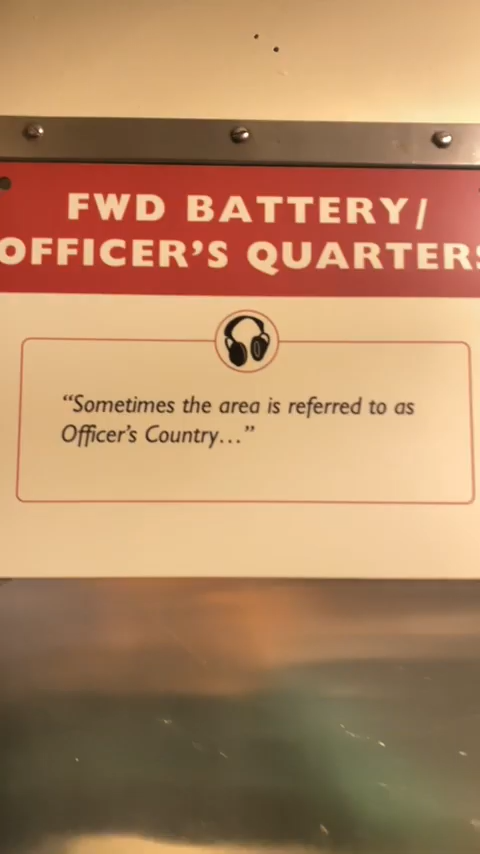 FWD BATTERY/
OFFICER'S QUARTERS
“Sometimes the area is referred to as
Officer's Country...”